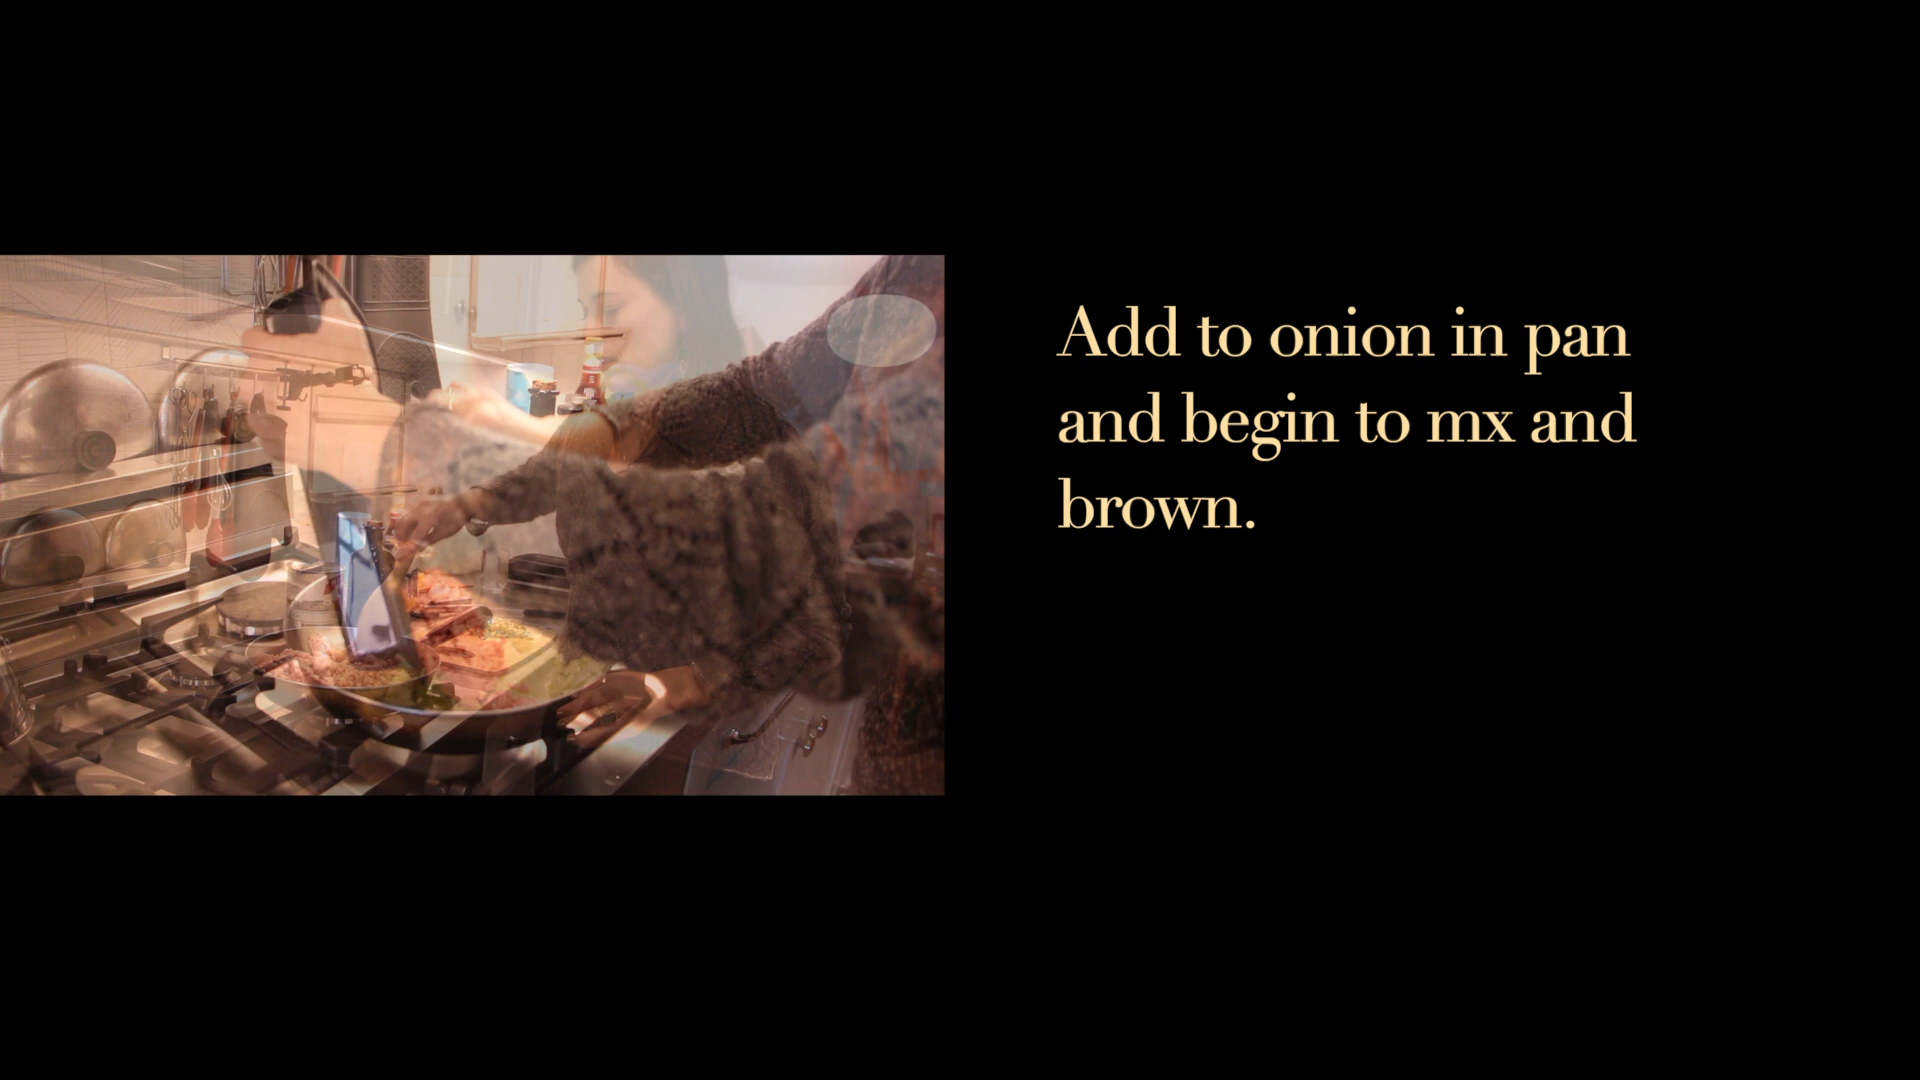 Add to onion in pan
and begin to mx and
brown.